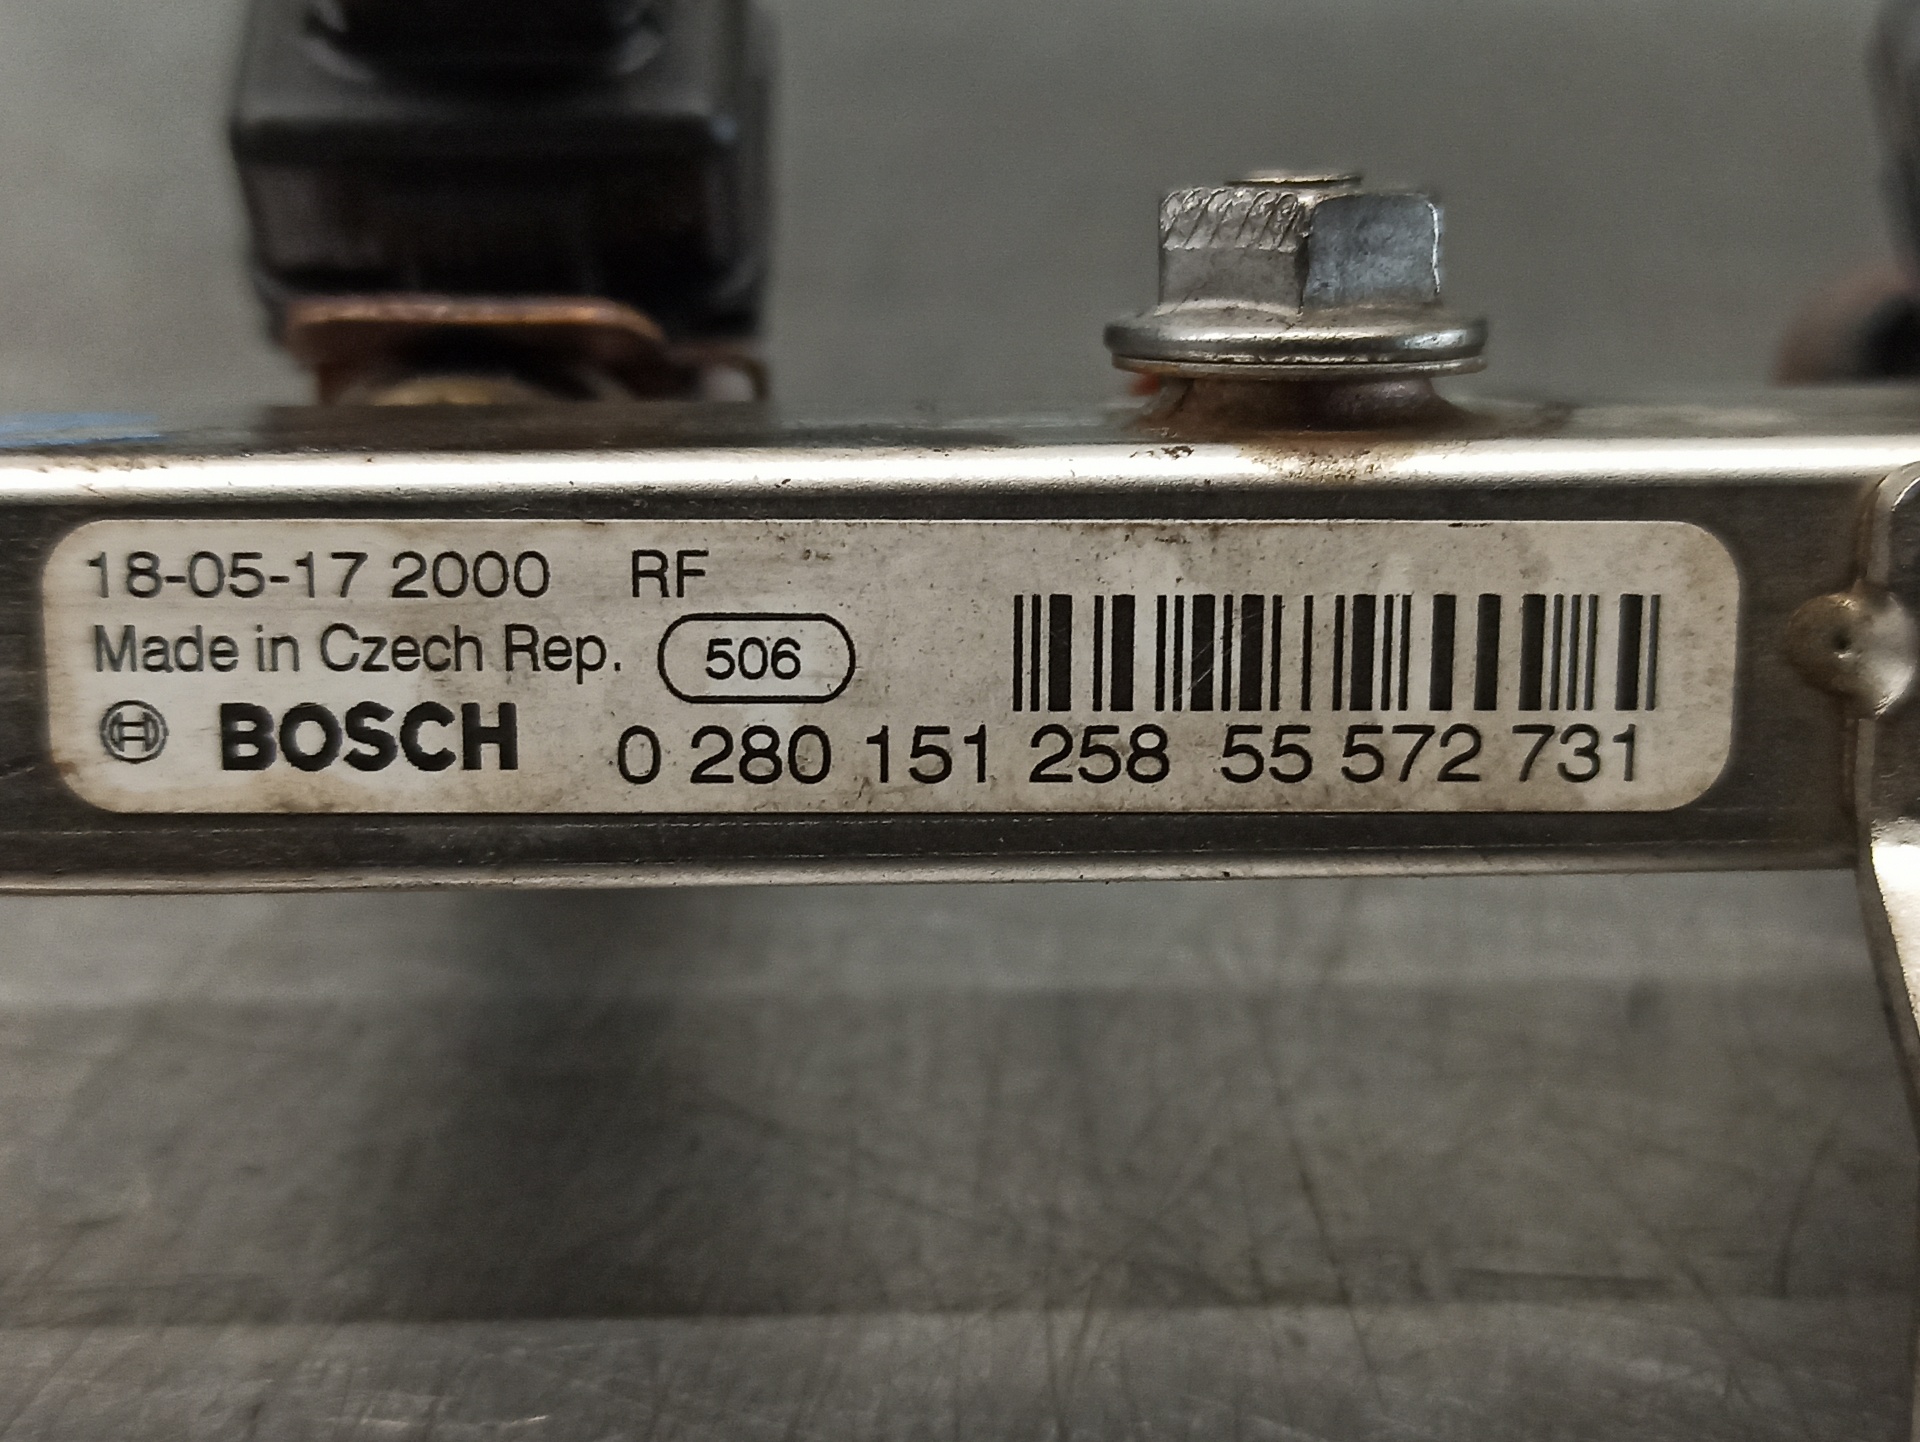 18-05-17 2000 RF
Made in Czech Rep. 506
BOSCH 0 280 151 258 55 572 731